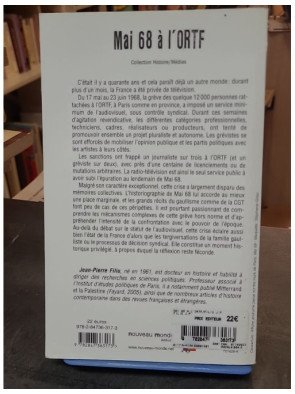 Mai 68 à l'ORTF
Collection Histoire/Médias
C'était il y a quarante ans et cela paraît déjà un autre monde: durant
plus d'un mois, la France a été privée de télévision.
Du 17 mai au 23 juin 1968, la grève des quelque 12 000 personnes rat-
tachées à l'ORTF, à Paris comme en province, a imposé un service mini-
mum de l'audiovisuel, sous contrôle syndical. Durant ces semaines
d'agitation revendicative, les différentes catégories professionnelles,
techniciens, cadres, réalisateurs ou producteurs, ont tenté de
promouvoir ensemble un projet pluraliste et autonome. Les grévistes se
sont efforcés de mobiliser l'opinion publique et les partis politiques avec
les artistes à leurs côtés.
Les sanctions ont frappé un journaliste sur trois à l'ORTF (et un
gréviste sur deux), avec près d'une centaine de licenciements ou de
mutations arbitraires. La radio-télévision est ainsi le seul service public à
avoir subi l'épuration au lendemain de Mai 68.
Malgré son caractère exceptionnel, cette crise a largement disparu des
mémoires collectives. L'historiographie de Mai 68 lui accorde au mieux
une place marginale, et les grands récits du gaullisme comme de la CGT
font peu de cas de ces péripéties. Il est pourtant passionnant de com-
prendre les mécanismes complexes de cette grève hors norme et d'ap-
préhender l'intensité de la confrontation avec le pouvoir de l'époque.
Au-delà du débat sur le statut de l'audiovisuel, cette crise éclaire aussi
bien l'état de la France d'alors que les tergiversations de la famille gaul-
liste ou le processus de décision syndical. Elle constitue un moment his-
torique privilégié, à propos duquel la réflexion reste féconde.
Jean-Pierre Filiu, né en 1961, est docteur en histoire et habilité à
diriger des recherches en sciences politiques. Professeur associé à
l'Institut d'études politiques de Paris, il a notamment publié Mitterrand
et la Palestine (Fayard, 2005), ainsi que de nombreux articles d'histoire
contemporaine dans des revues françaises et étrangères.
22 euros
978-2-84736-317-3
nouveau monde
PRIX EDITEUR
22€